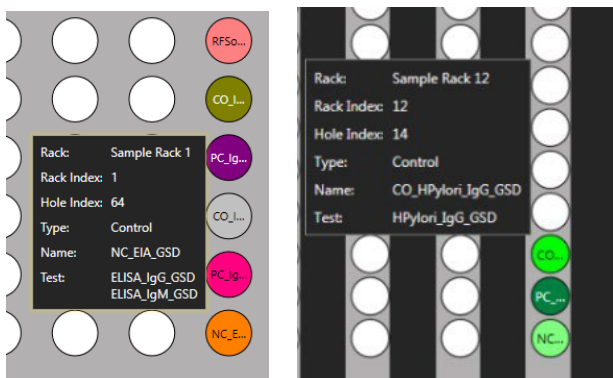 RFSo...
CO_I...
PC_Ig...
CO_I...
PC_Ig...
NC_E...
Rack: Sample Rack 1
Rack Index: 1
Hole Index: 64
Type: Control
Name: NC_EIA_GSD
Test: ELISA_IgG_GSD
ELISA_IgM_GSD
Rack: Sample Rack 12
Rack Index: 12
Hole Index: 14
Type: Control
Name: CO_HPylori_IgG_GSD
Test: HPylori_IgG_GSD
CO...
PC_...
NC...